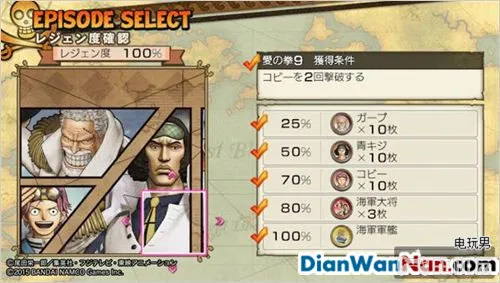 EPISODE SELECT
レジェンド度確認
レジェンド度 100%
愛の拳9 獲得条件
コビーを2回撃破する
25% ガープ
×10枚
50% 青キジ
×10枚
70% コビー
×10枚
80% 海軍大将
×3枚
100% 海軍軍艦
©尾田栄一郎/集英社・フジテレビ・東映アニメーション
©2015 BANDAI NAMCO Games Inc.
电玩男
DianWanNan.com